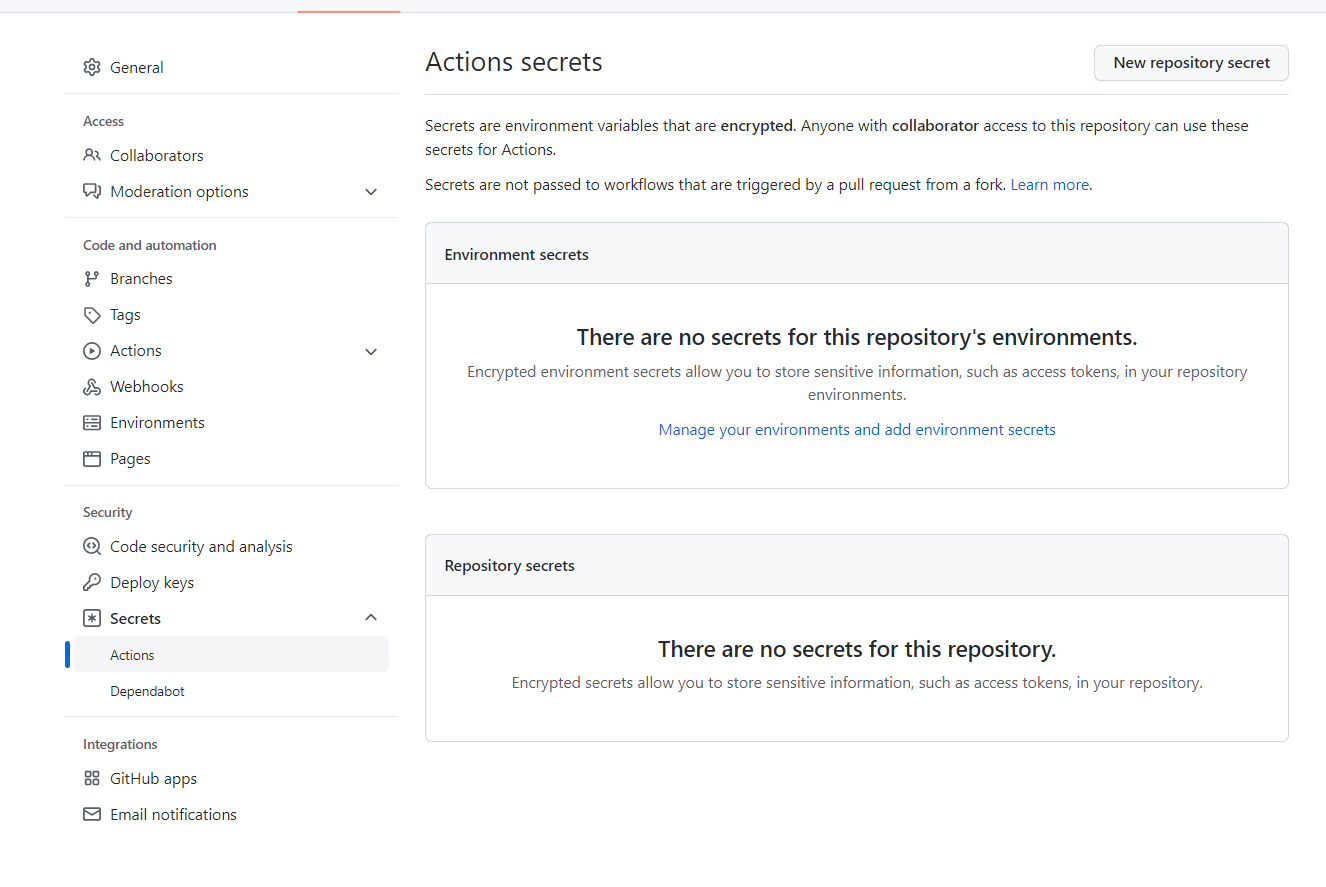 General
Access
Collaborators
Moderation options
Code and automation
Branches
Tags
Actions
Webhooks
Environments
Pages
Security
Code security and analysis
Deploy keys
Secrets
Actions
Dependabot
Integrations
GitHub apps
Email notifications
Actions secrets
New repository secret
Secrets are environment variables that are encrypted. Anyone with collaborator access to this repository can use these
secrets for Actions.
Secrets are not passed to workflows that are triggered by a pull request from a fork. Learn more.
Environment secrets
There are no secrets for this repository's environments.
Encrypted environment secrets allow you to store sensitive information, such as access tokens, in your repository
environments.
Manage your environments and add environment secrets
Repository secrets
There are no secrets for this repository.
Encrypted secrets allow you to store sensitive information, such as access tokens, in your repository.